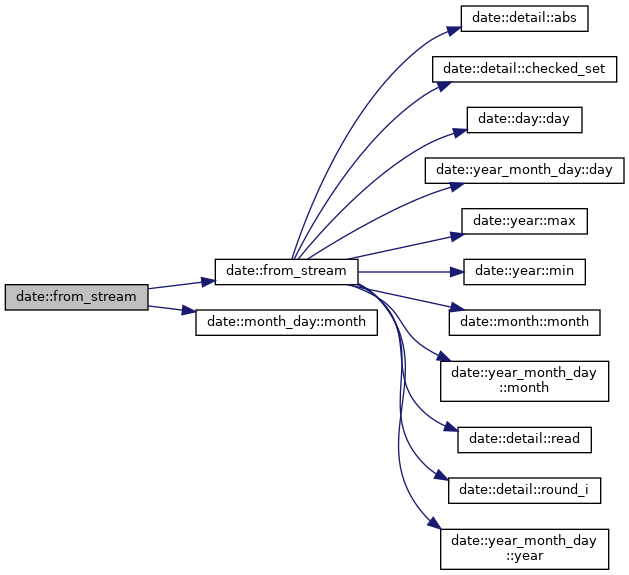 date::from_stream
date::from_stream
date::month_day::month
date::detail::abs
date::detail::checked_set
date::day::day
date::year_month_day::day
date::year::max
date::year::min
date::month::month
date::year_month_day
::month
date::detail::read
date::detail::round_i
date::year_month_day
::year